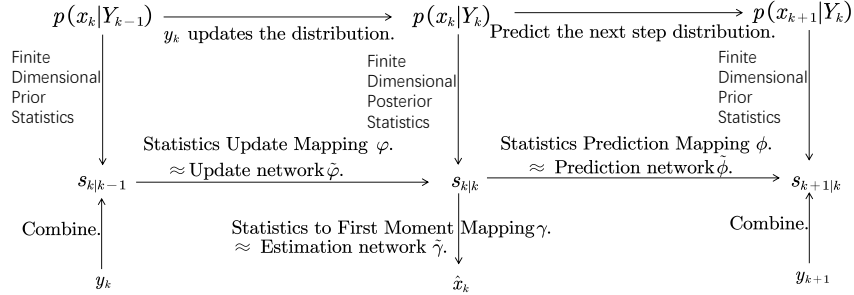 p(x_k|Y_{k−1})
p(x_k|Y_k)
p(x_{k+1}|Y_k)
y_k updates the distribution.
Predict the next step distribution.
Finite
Dimensional
Prior
Statistics
Finite
Dimensional
Posterior
Statistics
Finite
Dimensional
Prior
Statistics
Statistics Update Mapping φ.
≈ Update network φ̃.
Statistics Prediction Mapping ϕ.
≈ Prediction network ϕ̃.
s_{k|k−1}
s_{k|k}
s_{k+1|k}
Combine.
Statistics to First Moment Mapping γ.
≈ Estimation network γ̃.
Combine.
y_k
x̂_k
y_{k+1}